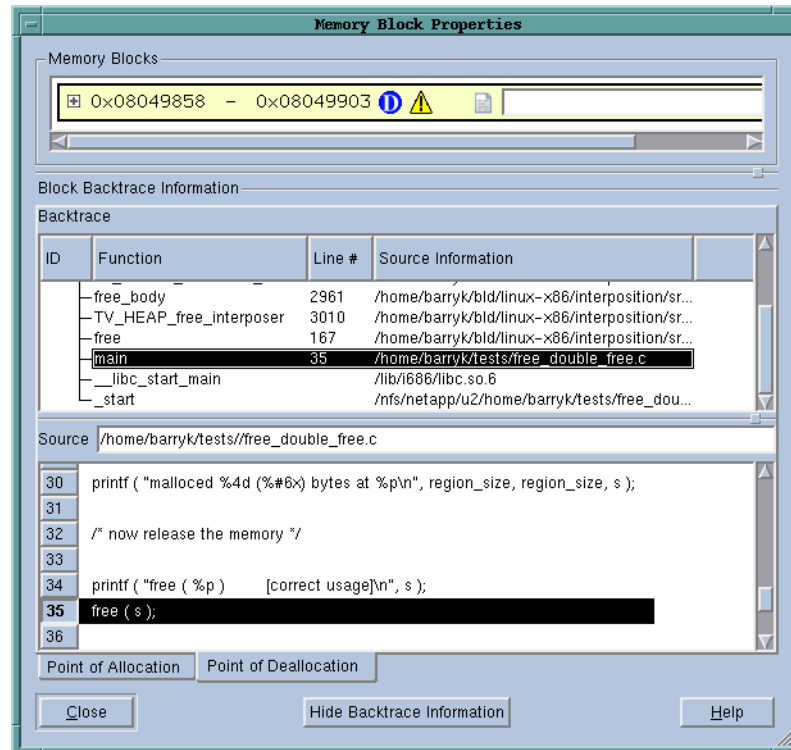 Memory Block Properties
Memory Blocks
0x08049858 - 0x08049903
Block Backtrace Information
Backtrace
ID Function Line # Source Information
free_body 2961 /home/barryk/bld/linux-x86/interposition/sr...
TV_HEAP_free_interposer 3010 /home/barryk/bld/linux-x86/interposition/sr...
free 167 /home/barryk/bld/linux-x86/interposition/sr...
main 35 /home/barryk/tests/free_double_free.c
__libc_start_main /lib/i686/libc.so.6
_start /nfs/netapp/u2/home/barryk/tests/free_dou...
Source /home/barryk/tests//free_double_free.c
30 printf ( "malloced %4d (%#6x) bytes at %p\n", region_size, region_size, s );
31
32 /* now release the memory */
33
34 printf ( "free ( %p ) [correct usage]\n", s );
35 free ( s );
36
Point of Allocation Point of Deallocation
Close Hide Backtrace Information Help